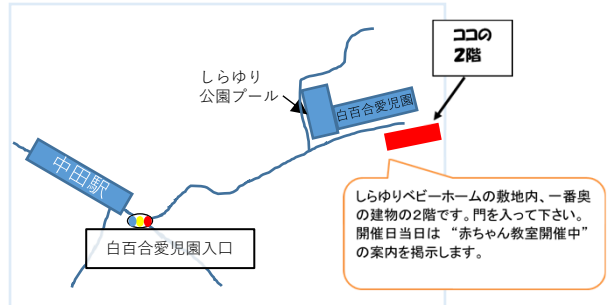 ココの
2階
しらゆり
公園プール
白百合愛児園
中田駅
白百合愛児園入口
しらゆりベビーホームの敷地内、一番奥
の建物の2階です。門を入って下さい。
開催日当日は “赤ちゃん教室開催中”
の案内を掲示します。